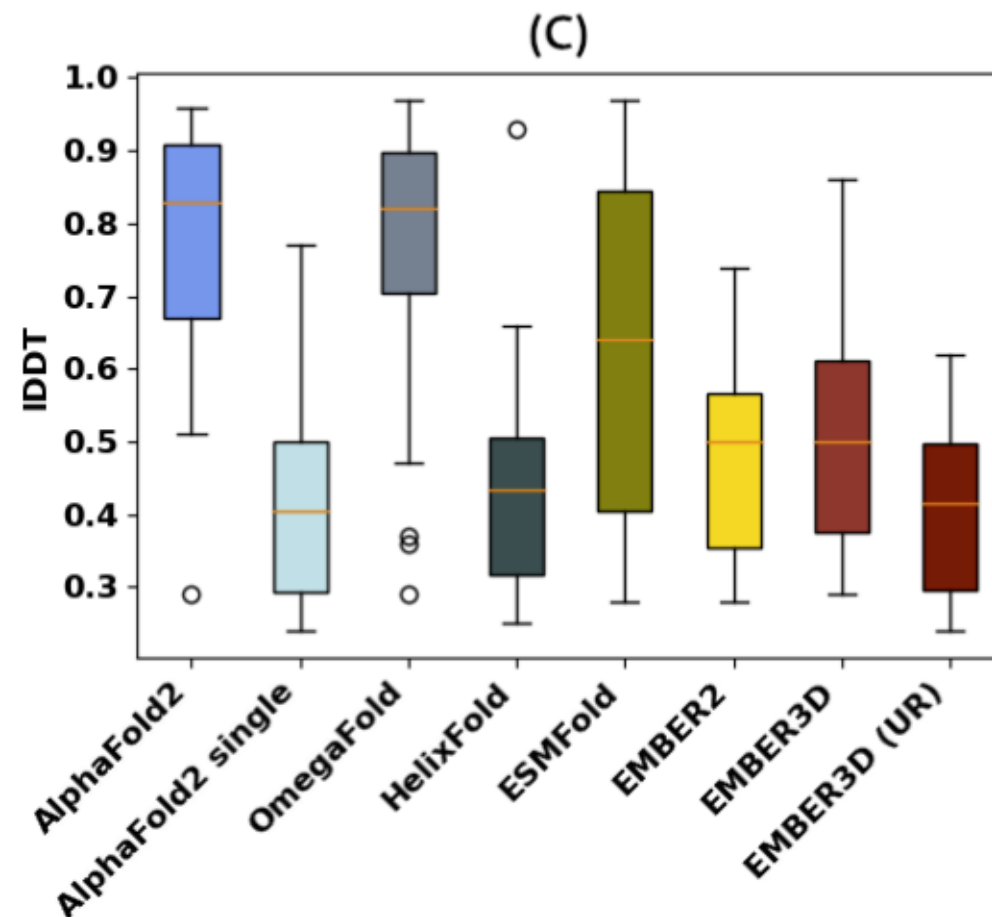 (C)
1.0
0.9
0.8
0.7
0.6
0.5
0.4
0.3
lDDT
AlphaFold2
AlphaFold2 single
OmegaFold
HelixFold
ESMFold
EMBER2
EMBER3D
EMBER3D (UR)